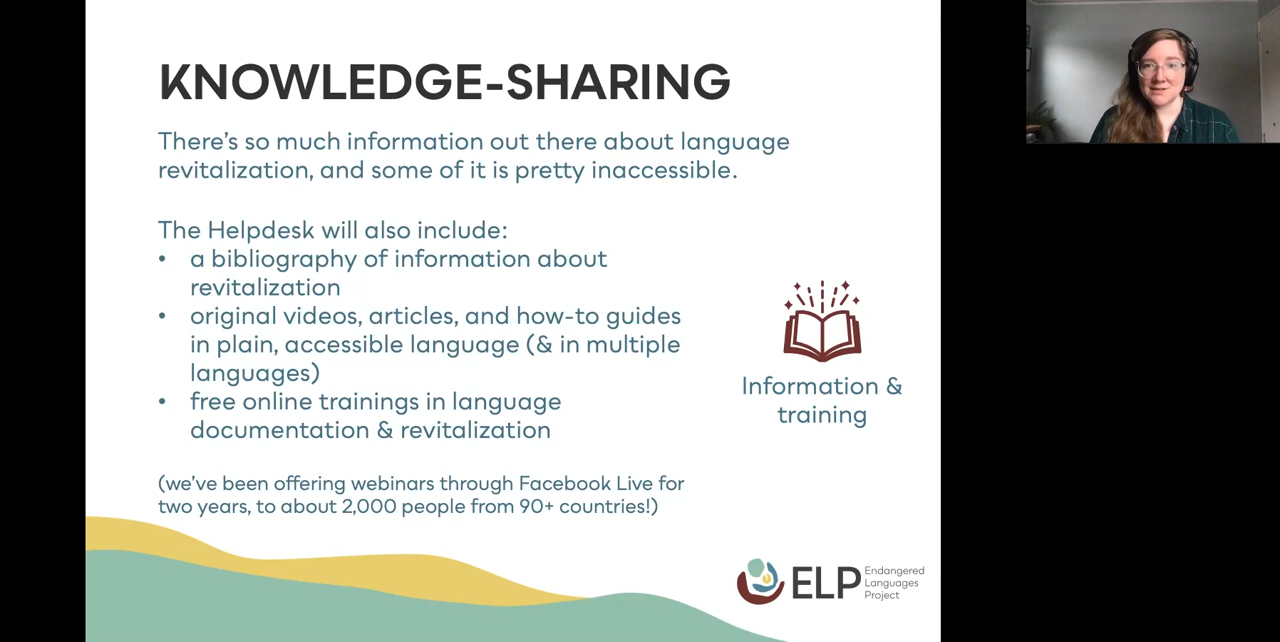 KNOWLEDGE-SHARING
There's so much information out there about language
revitalization, and some of it is pretty inaccessible.
The Helpdesk will also include:
• a bibliography of information about
revitalization
• original videos, articles, and how-to guides
in plain, accessible language (& in multiple
languages)
• free online trainings in language
documentation & revitalization
(we've been offering webinars through Facebook Live for
two years, to about 2,000 people from 90+ countries!)
Information &
training
ELP
Endangered
Languages
Project